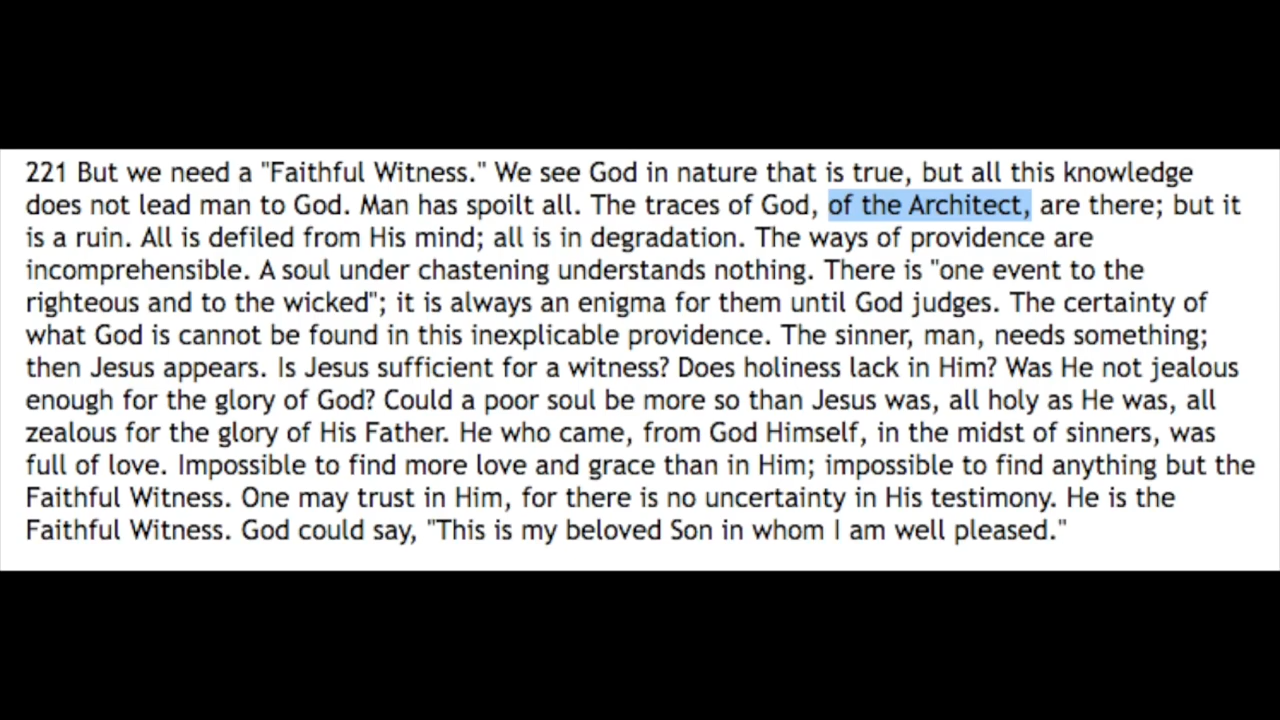 221 But we need a "Faithful Witness." We see God in nature that is true, but all this knowledge
does not lead man to God. Man has spoilt all. The traces of God, of the Architect, are there; but it
is a ruin. All is defiled from His mind; all is in degradation. The ways of providence are
incomprehensible. A soul under chastening understands nothing. There is "one event to the
righteous and to the wicked"; it is always an enigma for them until God judges. The certainty of
what God is cannot be found in this inexplicable providence. The sinner, man, needs something;
then Jesus appears. Is Jesus sufficient for a witness? Does holiness lack in Him? Was He not jealous
enough for the glory of God? Could a poor soul be more so than Jesus was, all holy as He was, all
zealous for the glory of His Father. He who came, from God Himself, in the midst of sinners, was
full of love. Impossible to find more love and grace than in Him; impossible to find anything but the
Faithful Witness. One may trust in Him, for there is no uncertainty in His testimony. He is the
Faithful Witness. God could say, "This is my beloved Son in whom I am well pleased."